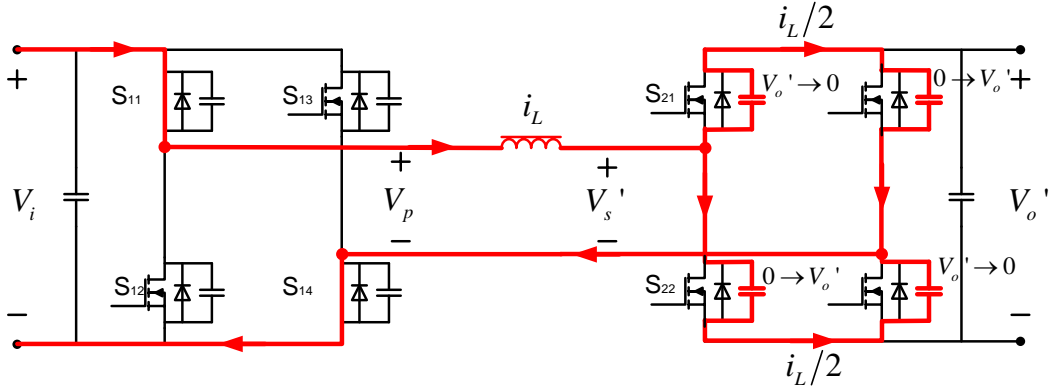 i_L/2
+
S11
S13
S21
V_o'→0
0→V_o'
+
i_L
+
+
V_i
V_p
V_s'
V_o'
−
−
S12
S14
S22
0→V_o'
V_o'→0
−
−
i_L/2